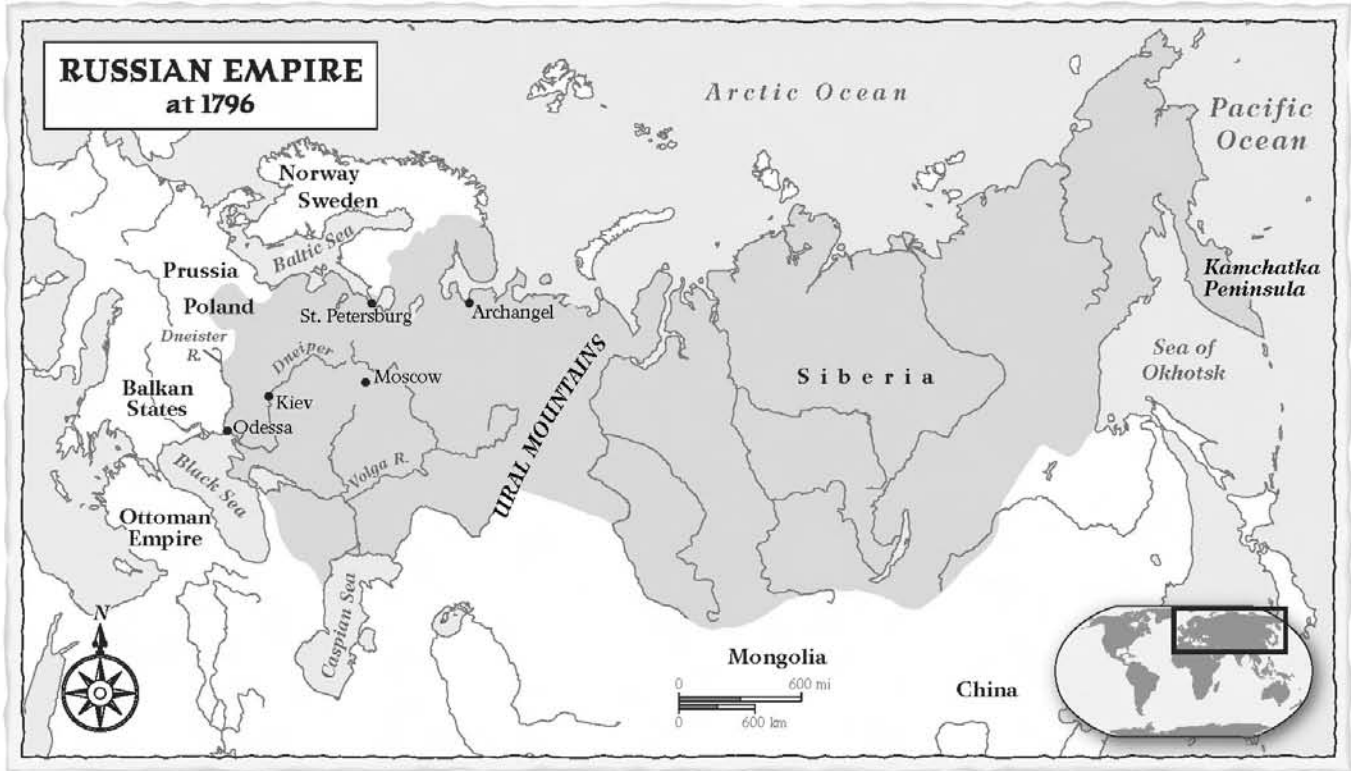 RUSSIAN EMPIRE
at 1796
Arctic Ocean
Pacific
Ocean
Norway
Sweden
Baltic Sea
Prussia
Poland
St. Petersburg
Archangel
Kamchatka
Peninsula
Dneister
R.
Dneiper
Moscow
Siberia
Sea of
Okhotsk
Balkan
States
Kiev
Odessa
URAL MOUNTAINS
Black Sea
Volga R.
Ottoman
Empire
Caspian Sea
N
Mongolia
China
0 600 mi
0 600 km